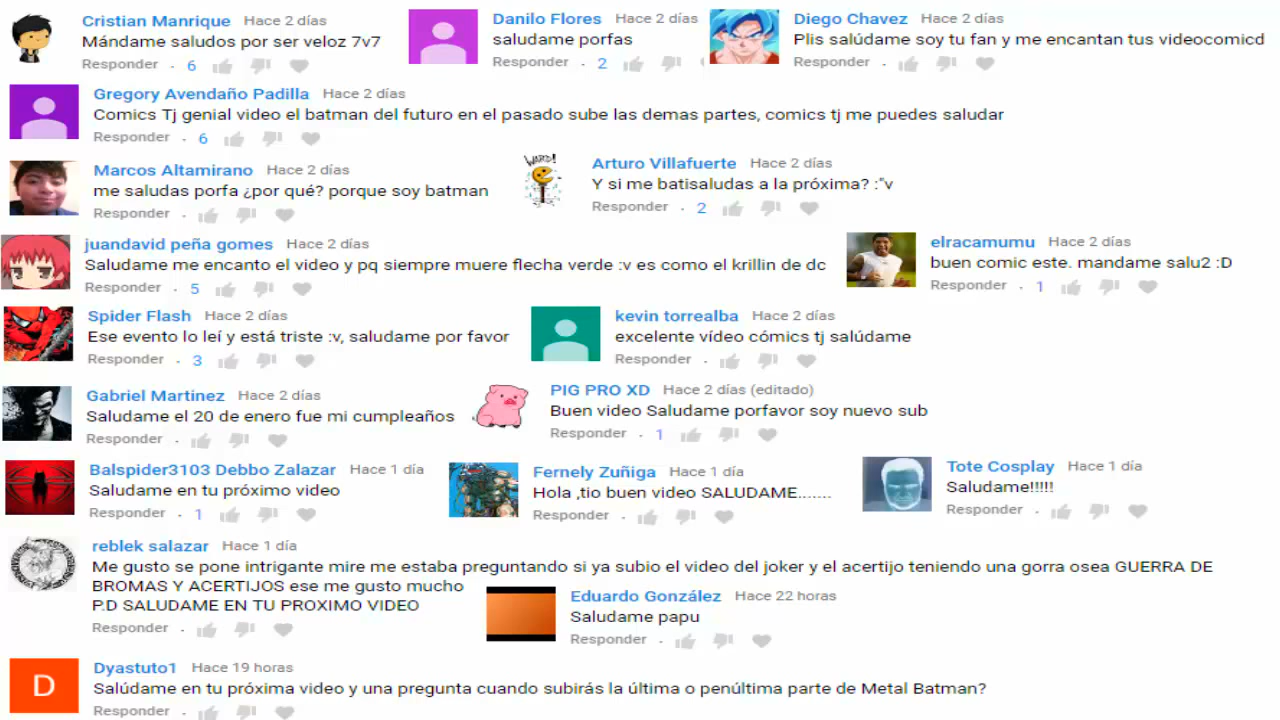 Cristian Manrique Hace 2 días
Mándame saludos por ser veloz 7v7
Responder · 6
Danilo Flores Hace 2 días
saludame porfas
Responder · 2
Diego Chavez Hace 2 días
Plis salúdame soy tu fan y me encantan tus videocomicd
Responder ·
Gregory Avendaño Padilla Hace 2 días
Comics Tj genial video el batman del futuro en el pasado sube las demas partes, comics tj me puedes saludar
Responder · 6
Marcos Altamirano Hace 2 días
me saludas porfa ¿por qué? porque soy batman
Responder ·
WARD!
Arturo Villafuerte Hace 2 días
Y si me batisaludas a la próxima? :"v
Responder · 2
juandavid peña gomes Hace 2 días
Saludame me encanto el video y pq siempre muere flecha verde :v es como el krillin de dc
Responder · 5
elracamumu Hace 2 días
buen comic este. mandame salu2 :D
Responder · 1
Spider Flash Hace 2 días
Ese evento lo leí y está triste :v, saludame por favor
Responder · 3
kevin torrealba Hace 2 días
excelente vídeo cómics tj salúdame
Responder ·
Gabriel Martinez Hace 2 días
Saludame el 20 de enero fue mi cumpleaños
Responder ·
PIG PRO XD Hace 2 días (editado)
Buen video Saludame porfavor soy nuevo sub
Responder · 1
Balspider3103 Debbo Zalazar Hace 1 día
Saludame en tu próximo video
Responder · 1
Fernely Zuñiga Hace 1 día
Hola ,tio buen video SALUDAME.......
Responder ·
Tote Cosplay Hace 1 día
Saludame!!!!!
Responder ·
reblek salazar Hace 1 día
Me gusto se pone intrigante mire me estaba preguntando si ya subio el video del joker y el acertijo teniendo una gorra osea GUERRA DE
BROMAS Y ACERTIJOS ese me gusto mucho
P.D SALUDAME EN TU PROXIMO VIDEO
Responder ·
Eduardo González Hace 22 horas
Saludame papu
Responder ·
D
Dyastuto1 Hace 19 horas
Salúdame en tu próxima video y una pregunta cuando subirás la última o penúltima parte de Metal Batman?
Responder ·